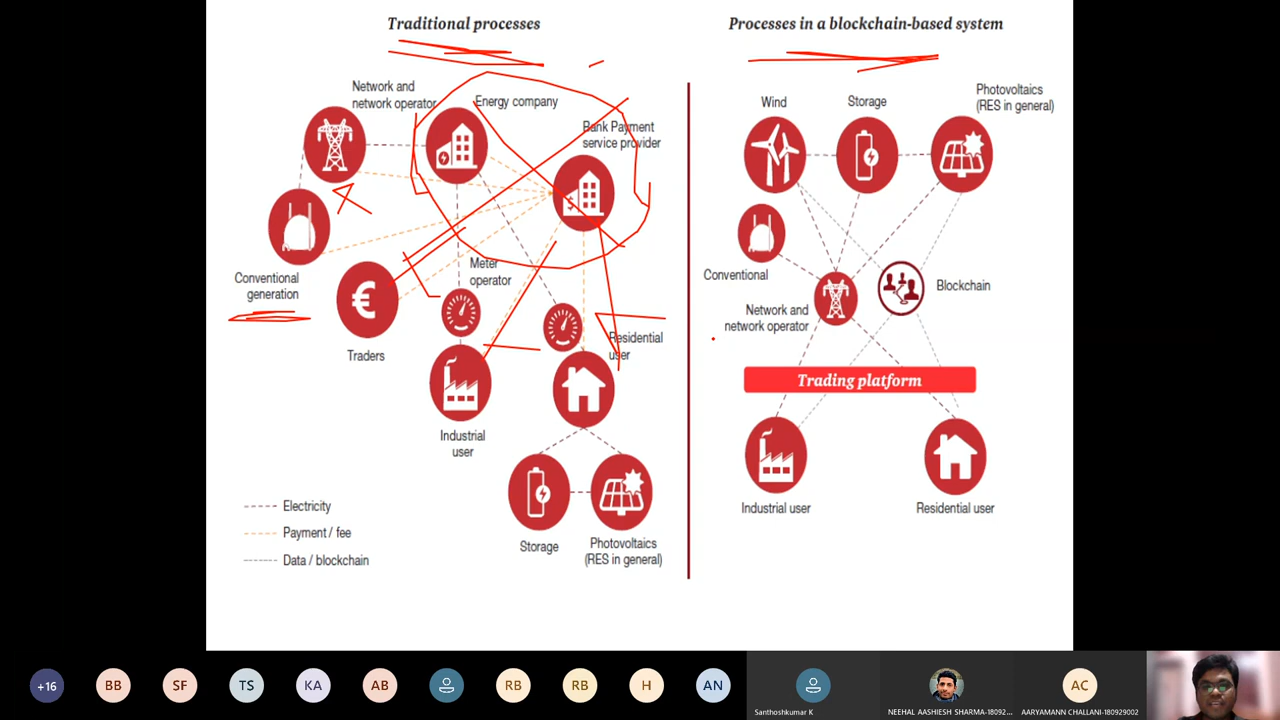 Traditional processes
Processes in a blockchain-based system
Network and
network operator
Energy company
Bank Payment
service provider
Conventional
generation
€
Traders
Meter
operator
Residential
user
Industrial
user
Storage
Photovoltaics
(RES in general)
Electricity
Payment / fee
Data / blockchain
Wind
Storage
Photovoltaics
(RES in general)
Conventional
Network and
network operator
Blockchain
Trading platform
Industrial user
Residential user
+16
BB
SF
TS
KA
AB
RB
RB
H
AN
Santhoshkumar K
NEEHAL AASHIESH SHARMA-18092...
AC
AARYAMANN CHALLANI-180929002